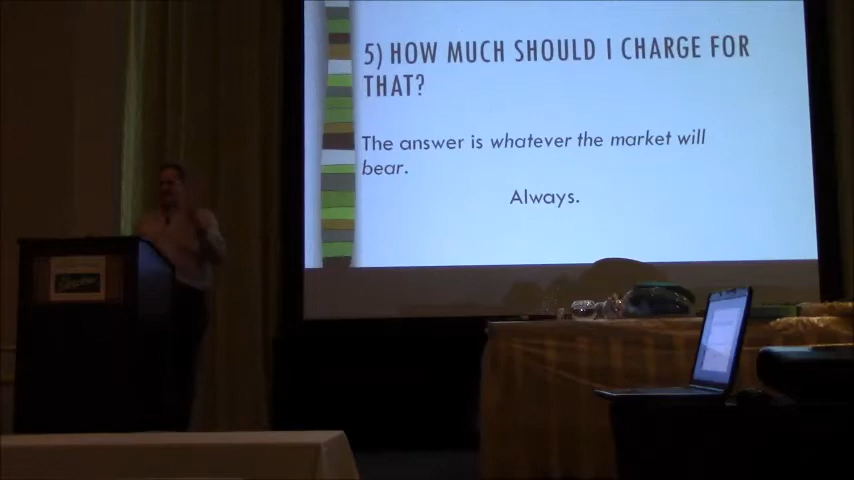 5) HOW MUCH SHOULD I CHARGE FOR
THAT?
The answer is whatever the market will
bear.
Always.